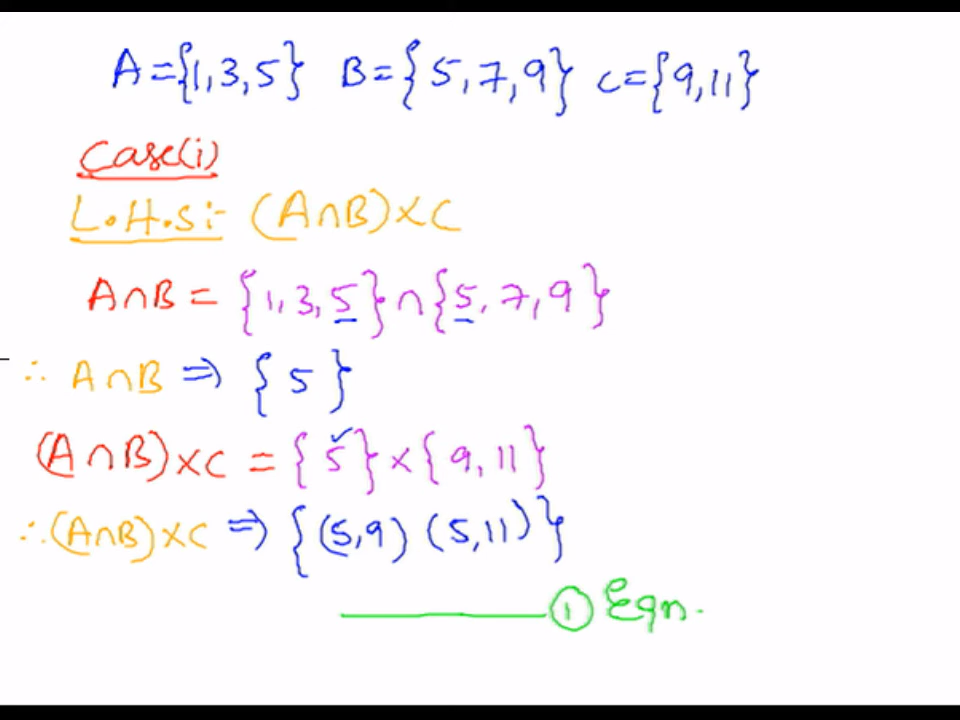 A={1,3,5} B={5,7,9} C={9,11}
Case(i)
L.H.S:- (A∩B)×C
A∩B = {1,3,5}∩{5,7,9}
∴ A∩B ⇒ {5}
(A∩B)×C = {5}×{9,11}
∴(A∩B)×C ⇒ {(5,9) (5,11)}
① Eqn.